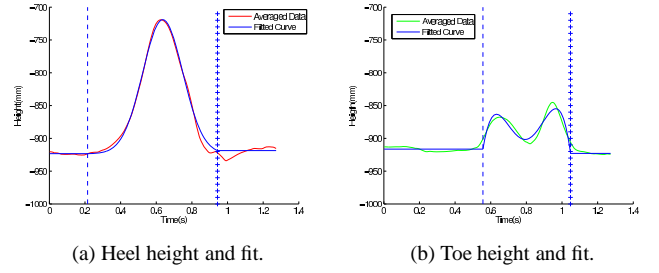 −700
−750
−800
−850
−900
−950
−1000
Height(mm)
0 0.2 0.4 0.6 0.8 1 1.2 1.4
Time(s)
Averaged Data
Fitted Curve
(a) Heel height and fit.
−700
−750
−800
−850
−900
−950
−1000
Height(mm)
0 0.2 0.4 0.6 0.8 1 1.2 1.4
Time(s)
Averaged Data
Fitted Curve
(b) Toe height and fit.